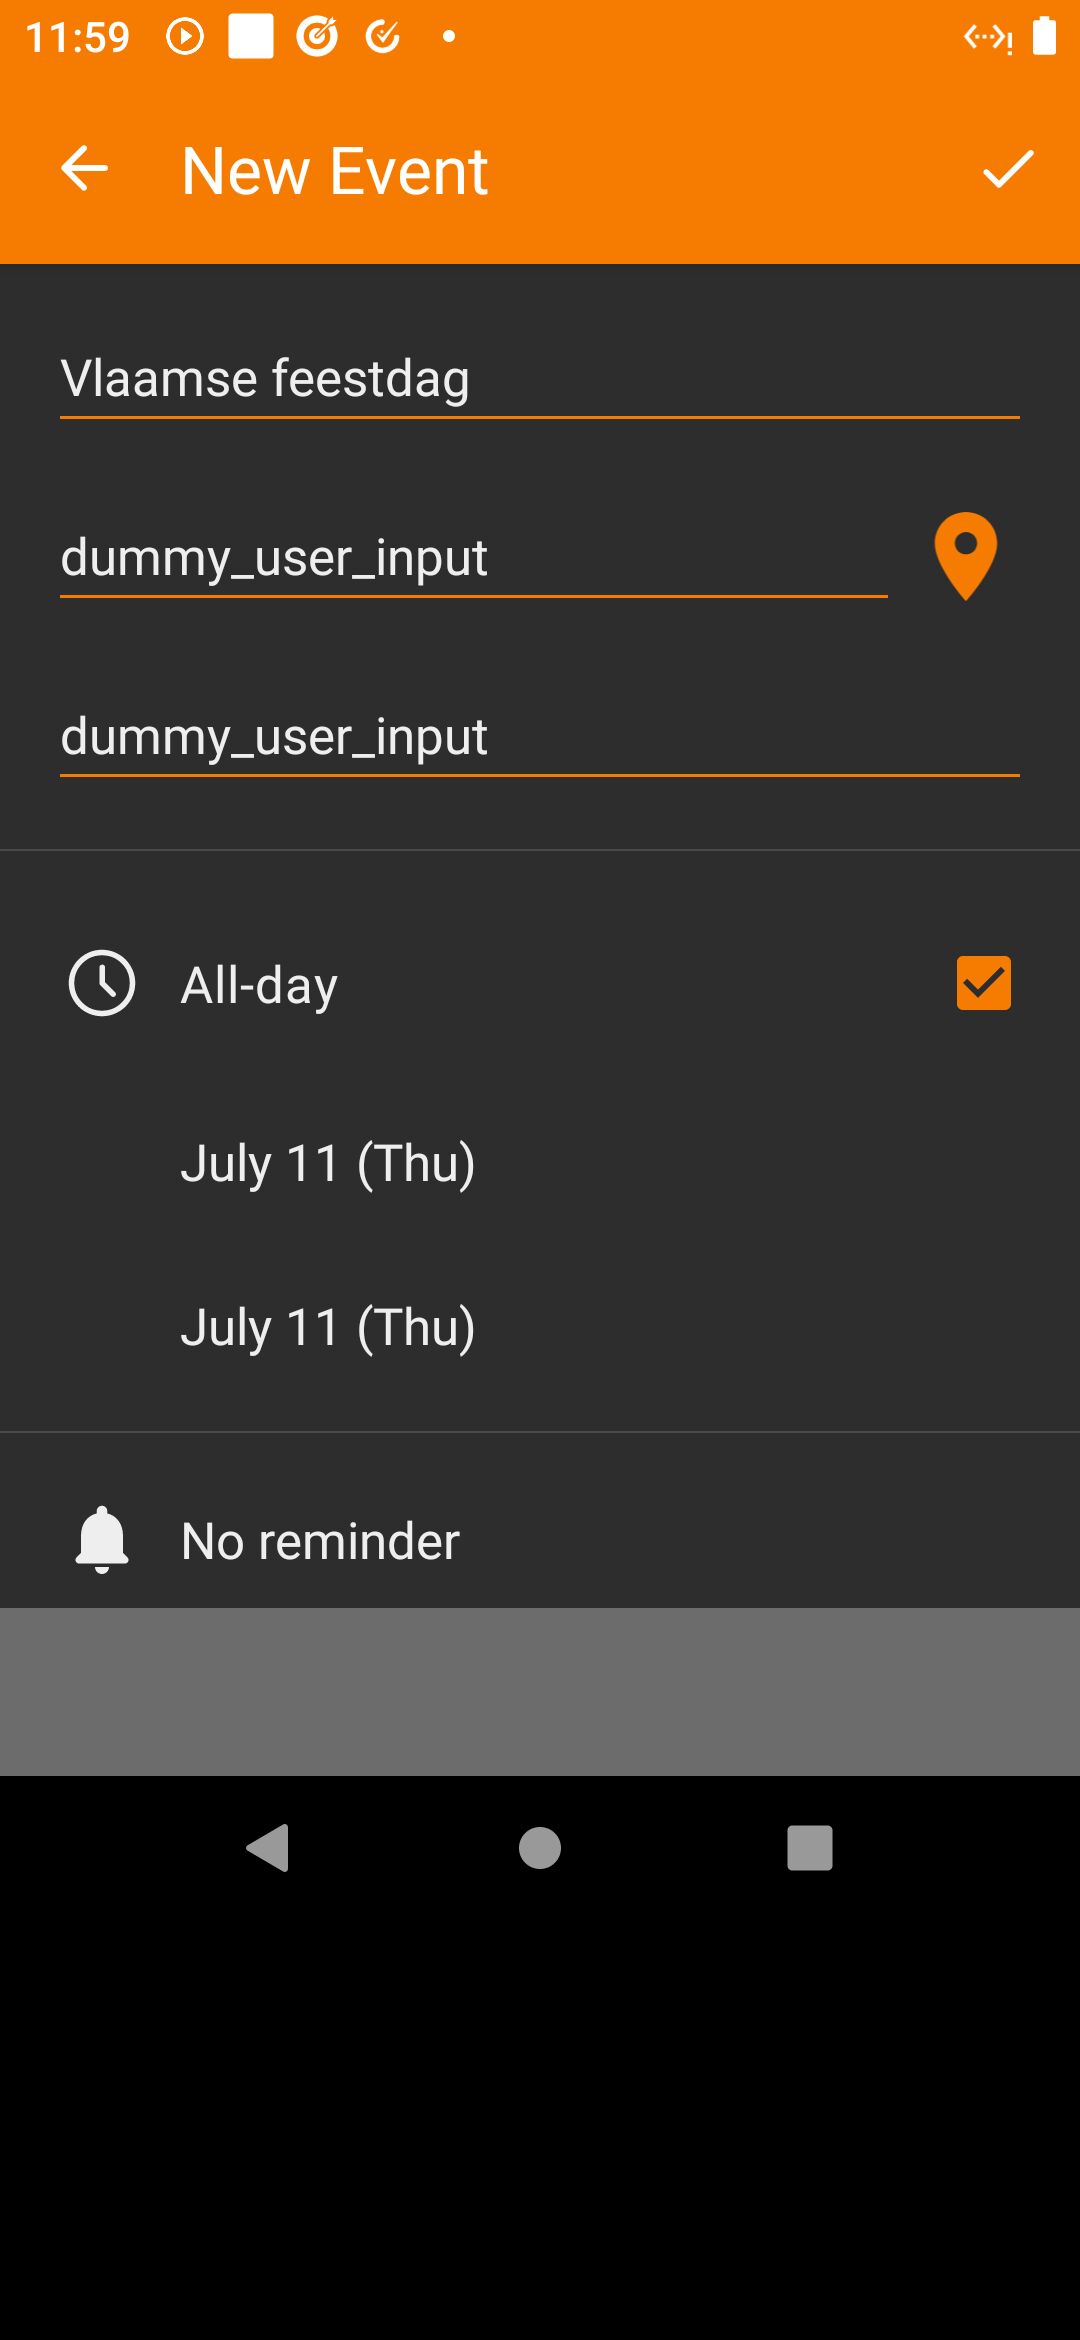 11:59
New Event
Vlaamse feestdag
dummy_user_input
dummy_user_input
All-day
July 11 (Thu)
July 11 (Thu)
No reminder